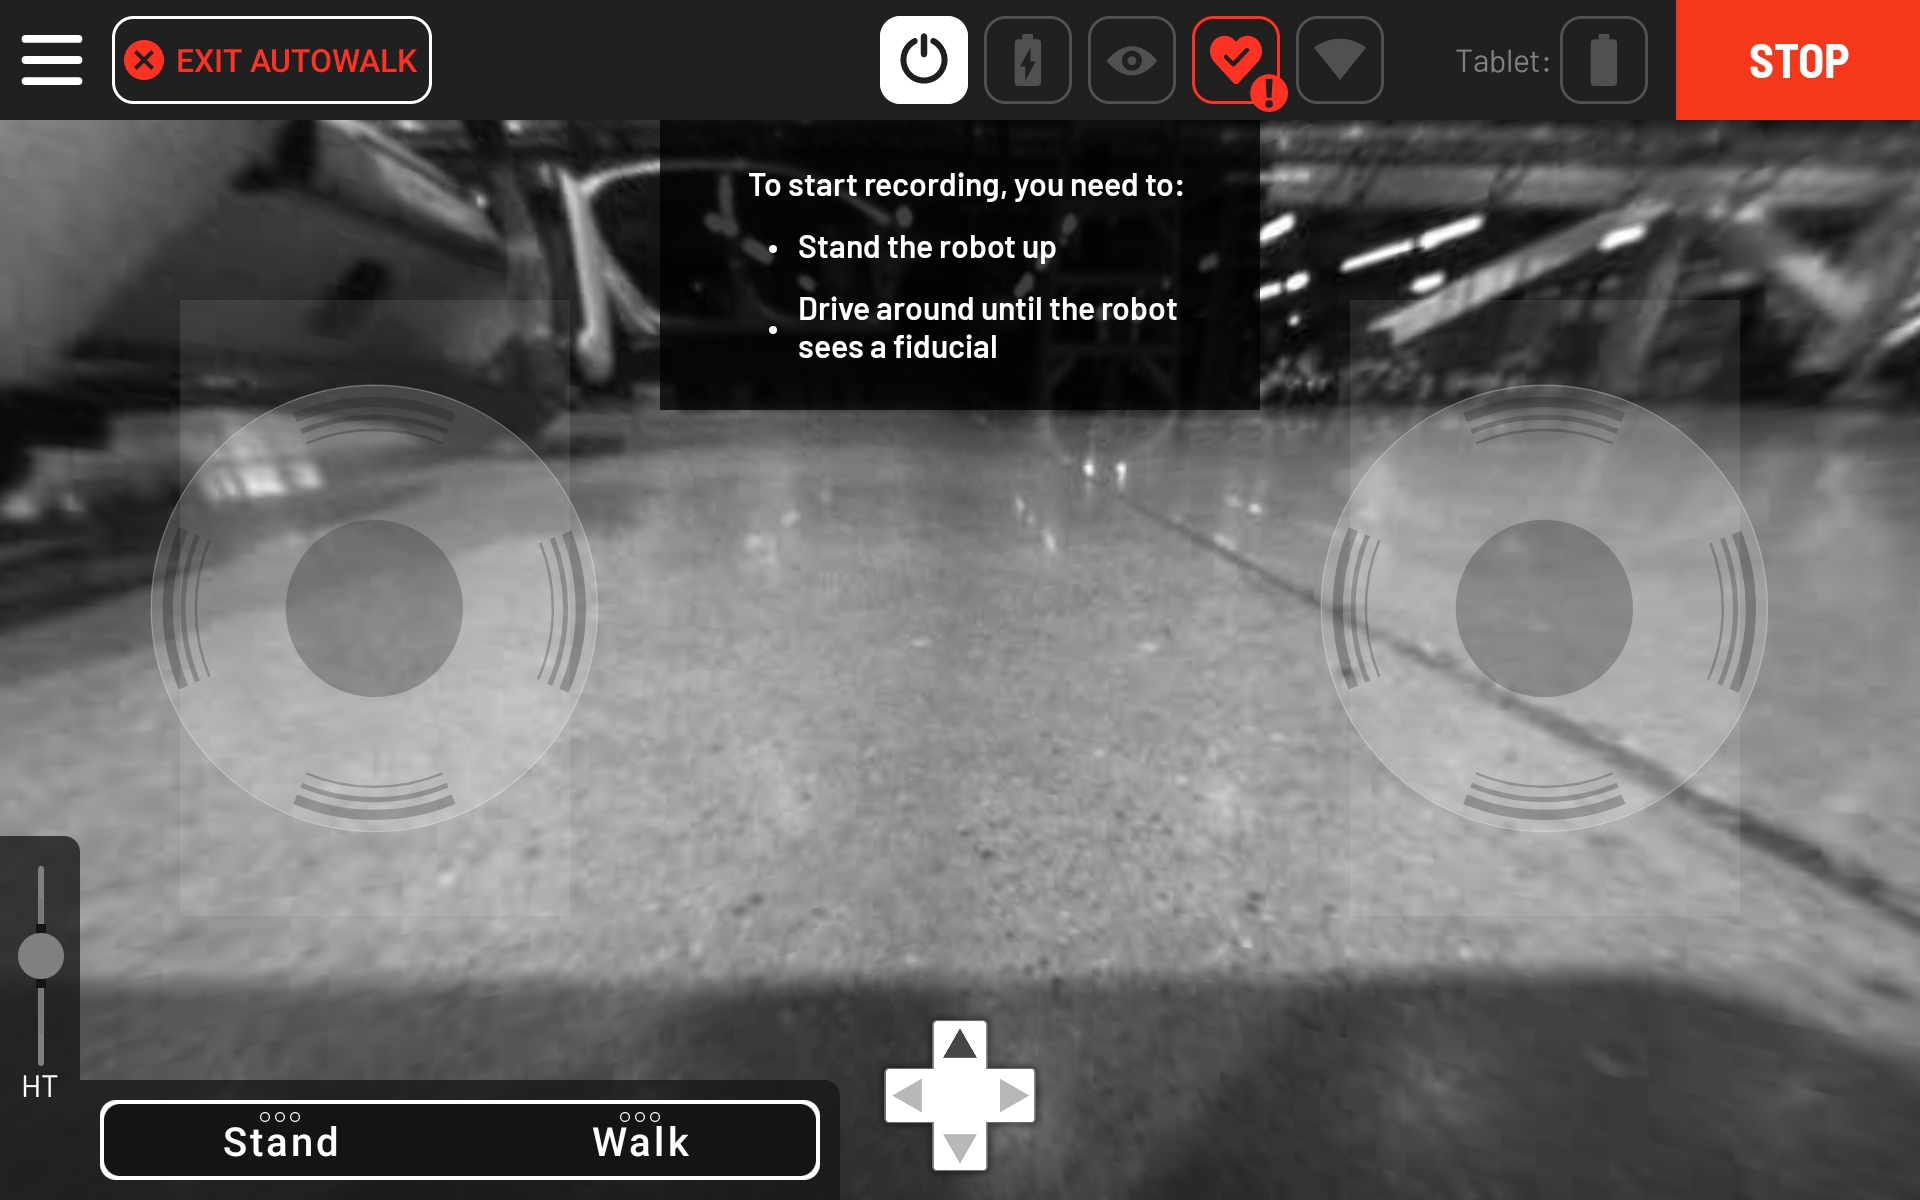 EXIT AUTOWALK
Tablet:
STOP
To start recording, you need to:
• Stand the robot up
• Drive around until the robot
sees a fiducial
HT
Stand
Walk